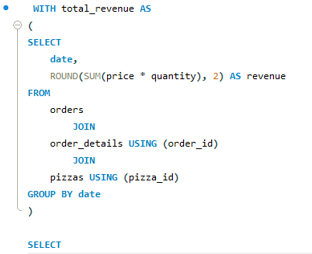 WITH total_revenue AS
(
SELECT
date,
ROUND(SUM(price * quantity), 2) AS revenue
FROM
orders
JOIN
order_details USING (order_id)
JOIN
pizzas USING (pizza_id)
GROUP BY date
)
SELECT